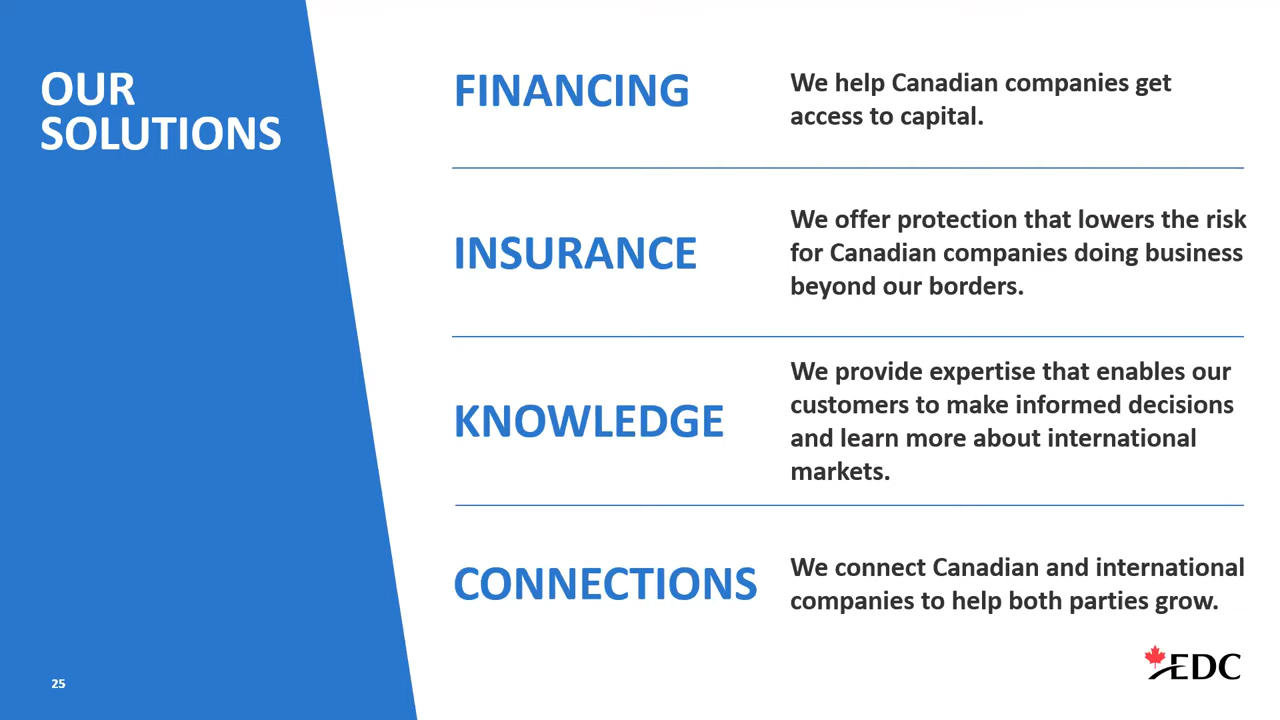 OUR
SOLUTIONS
FINANCING
We help Canadian companies get
access to capital.
INSURANCE
We offer protection that lowers the risk
for Canadian companies doing business
beyond our borders.
KNOWLEDGE
We provide expertise that enables our
customers to make informed decisions
and learn more about international
markets.
CONNECTIONS
We connect Canadian and international
companies to help both parties grow.
25
EDC